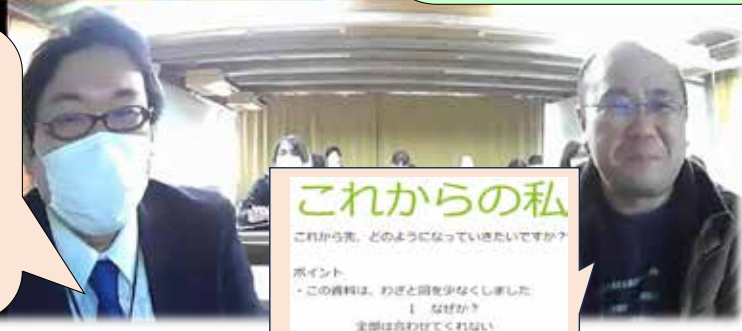 これからの私
これから先、どのようになっていきたいですか?
ポイント
・この資料は、わざと図を少なくしました
↓ なぜか?
全部は合わせてくれない